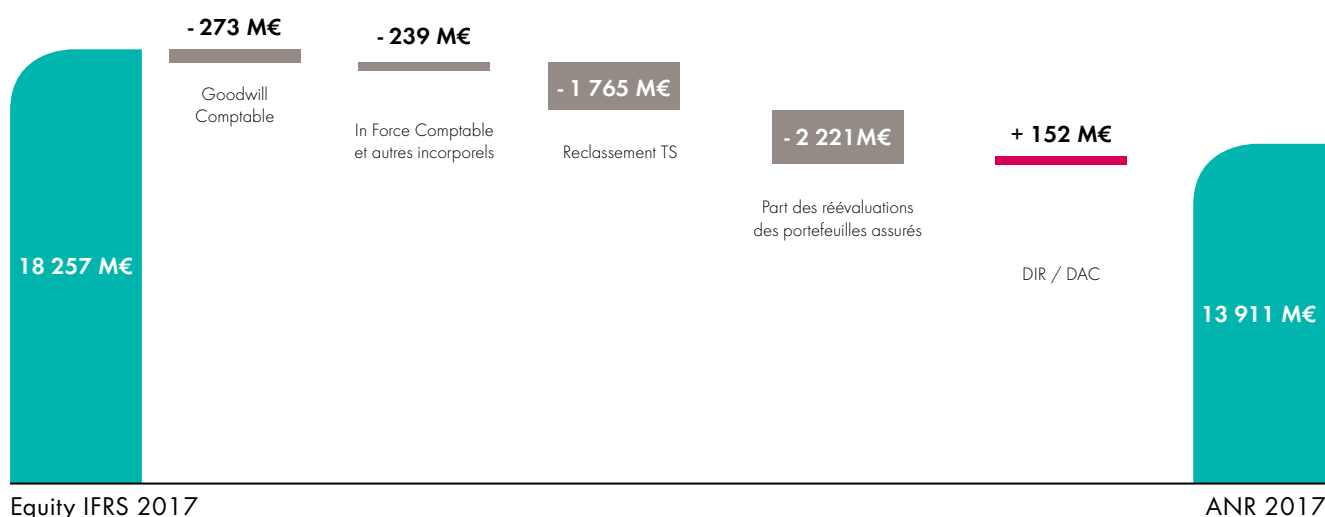 - 273 M€
Goodwill
Comptable
- 239 M€
In Force Comptable
et autres incorporels
- 1 765 M€
Reclassement TS
- 2 221M€
Part des réévaluations
des portefeuilles assurés
+ 152 M€
DIR / DAC
18 257 M€
13 911 M€
Equity IFRS 2017
ANR 2017